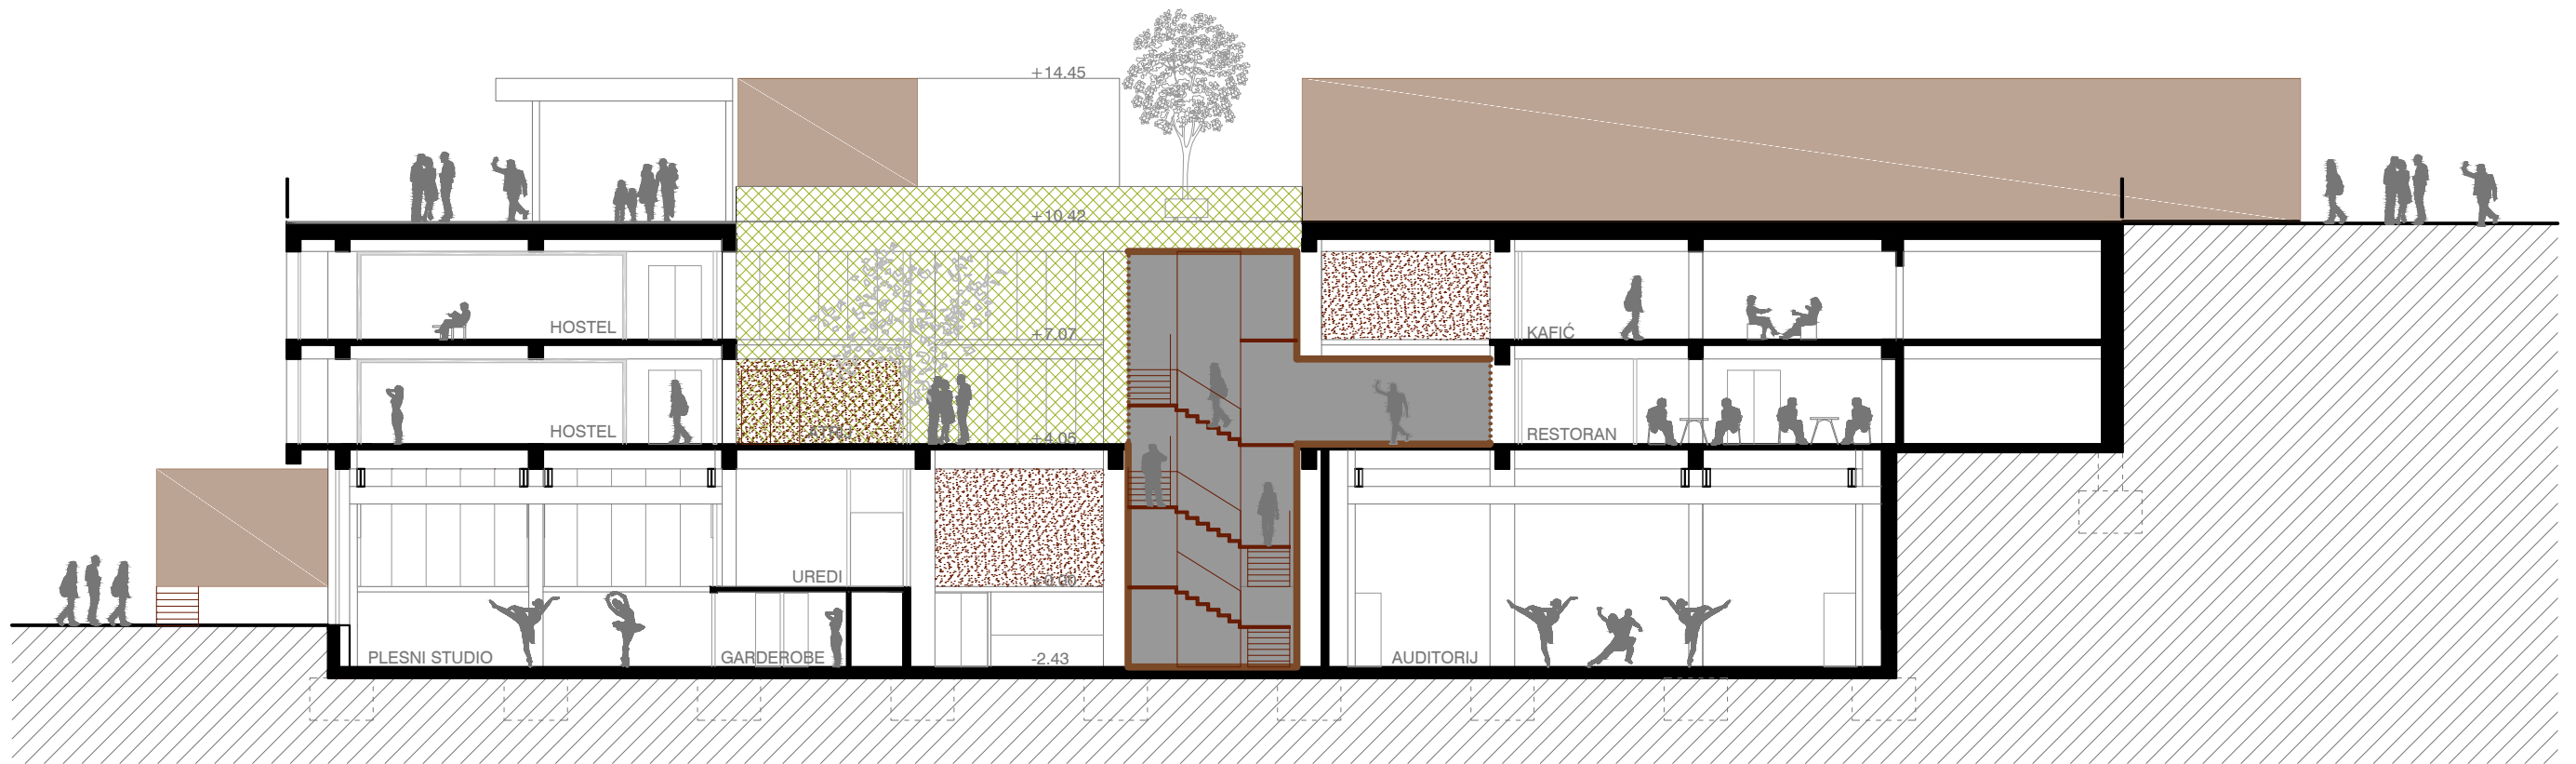 +14.45
+10.42
HOSTEL
+7.07
KAFIĆ
HOSTEL
+4.05
RESTORAN
UREDI
PLESNI STUDIO
GARDEROBE
-2.43
AUDITORIJ